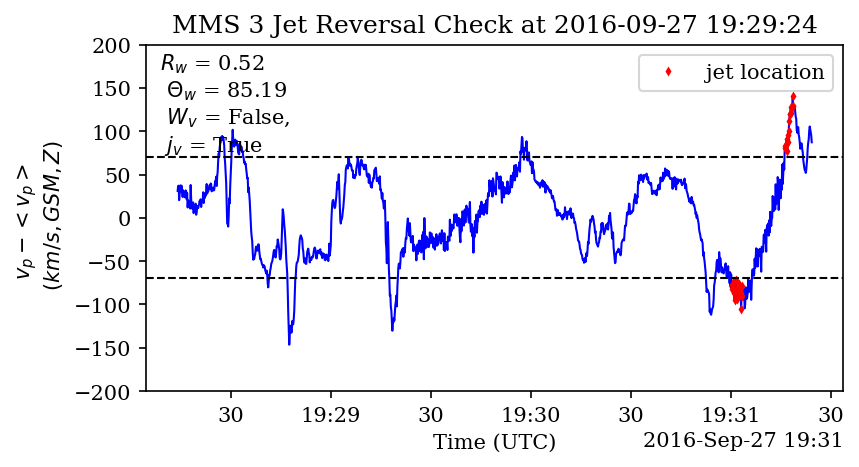 MMS 3 Jet Reversal Check at 2016-09-27 19:29:24
200
150
100
50
0
−50
−100
−150
−200
v_p − < v_p >
(km/s, GSM, Z)
R_w = 0.52
Θ_w = 85.19
W_v = False,
j_v = True
jet location
30
19:29
30
19:30
30
19:31
30
Time (UTC)
2016-Sep-27 19:31